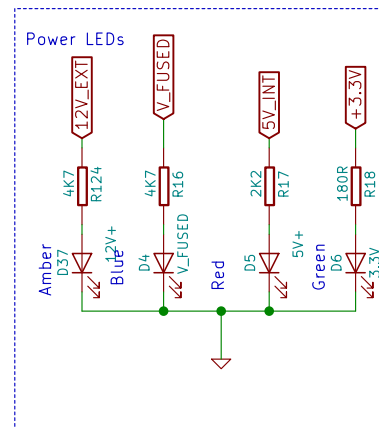 Power LEDs
12V_EXT
V_FUSED
5V_INT
+3.3V
4K7
R124
4K7
R16
2K2
R17
180R
R18
Amber
D37
12V+
Blue
D4
V_FUSED
Red
D5
5V+
Green
D6
3.3V